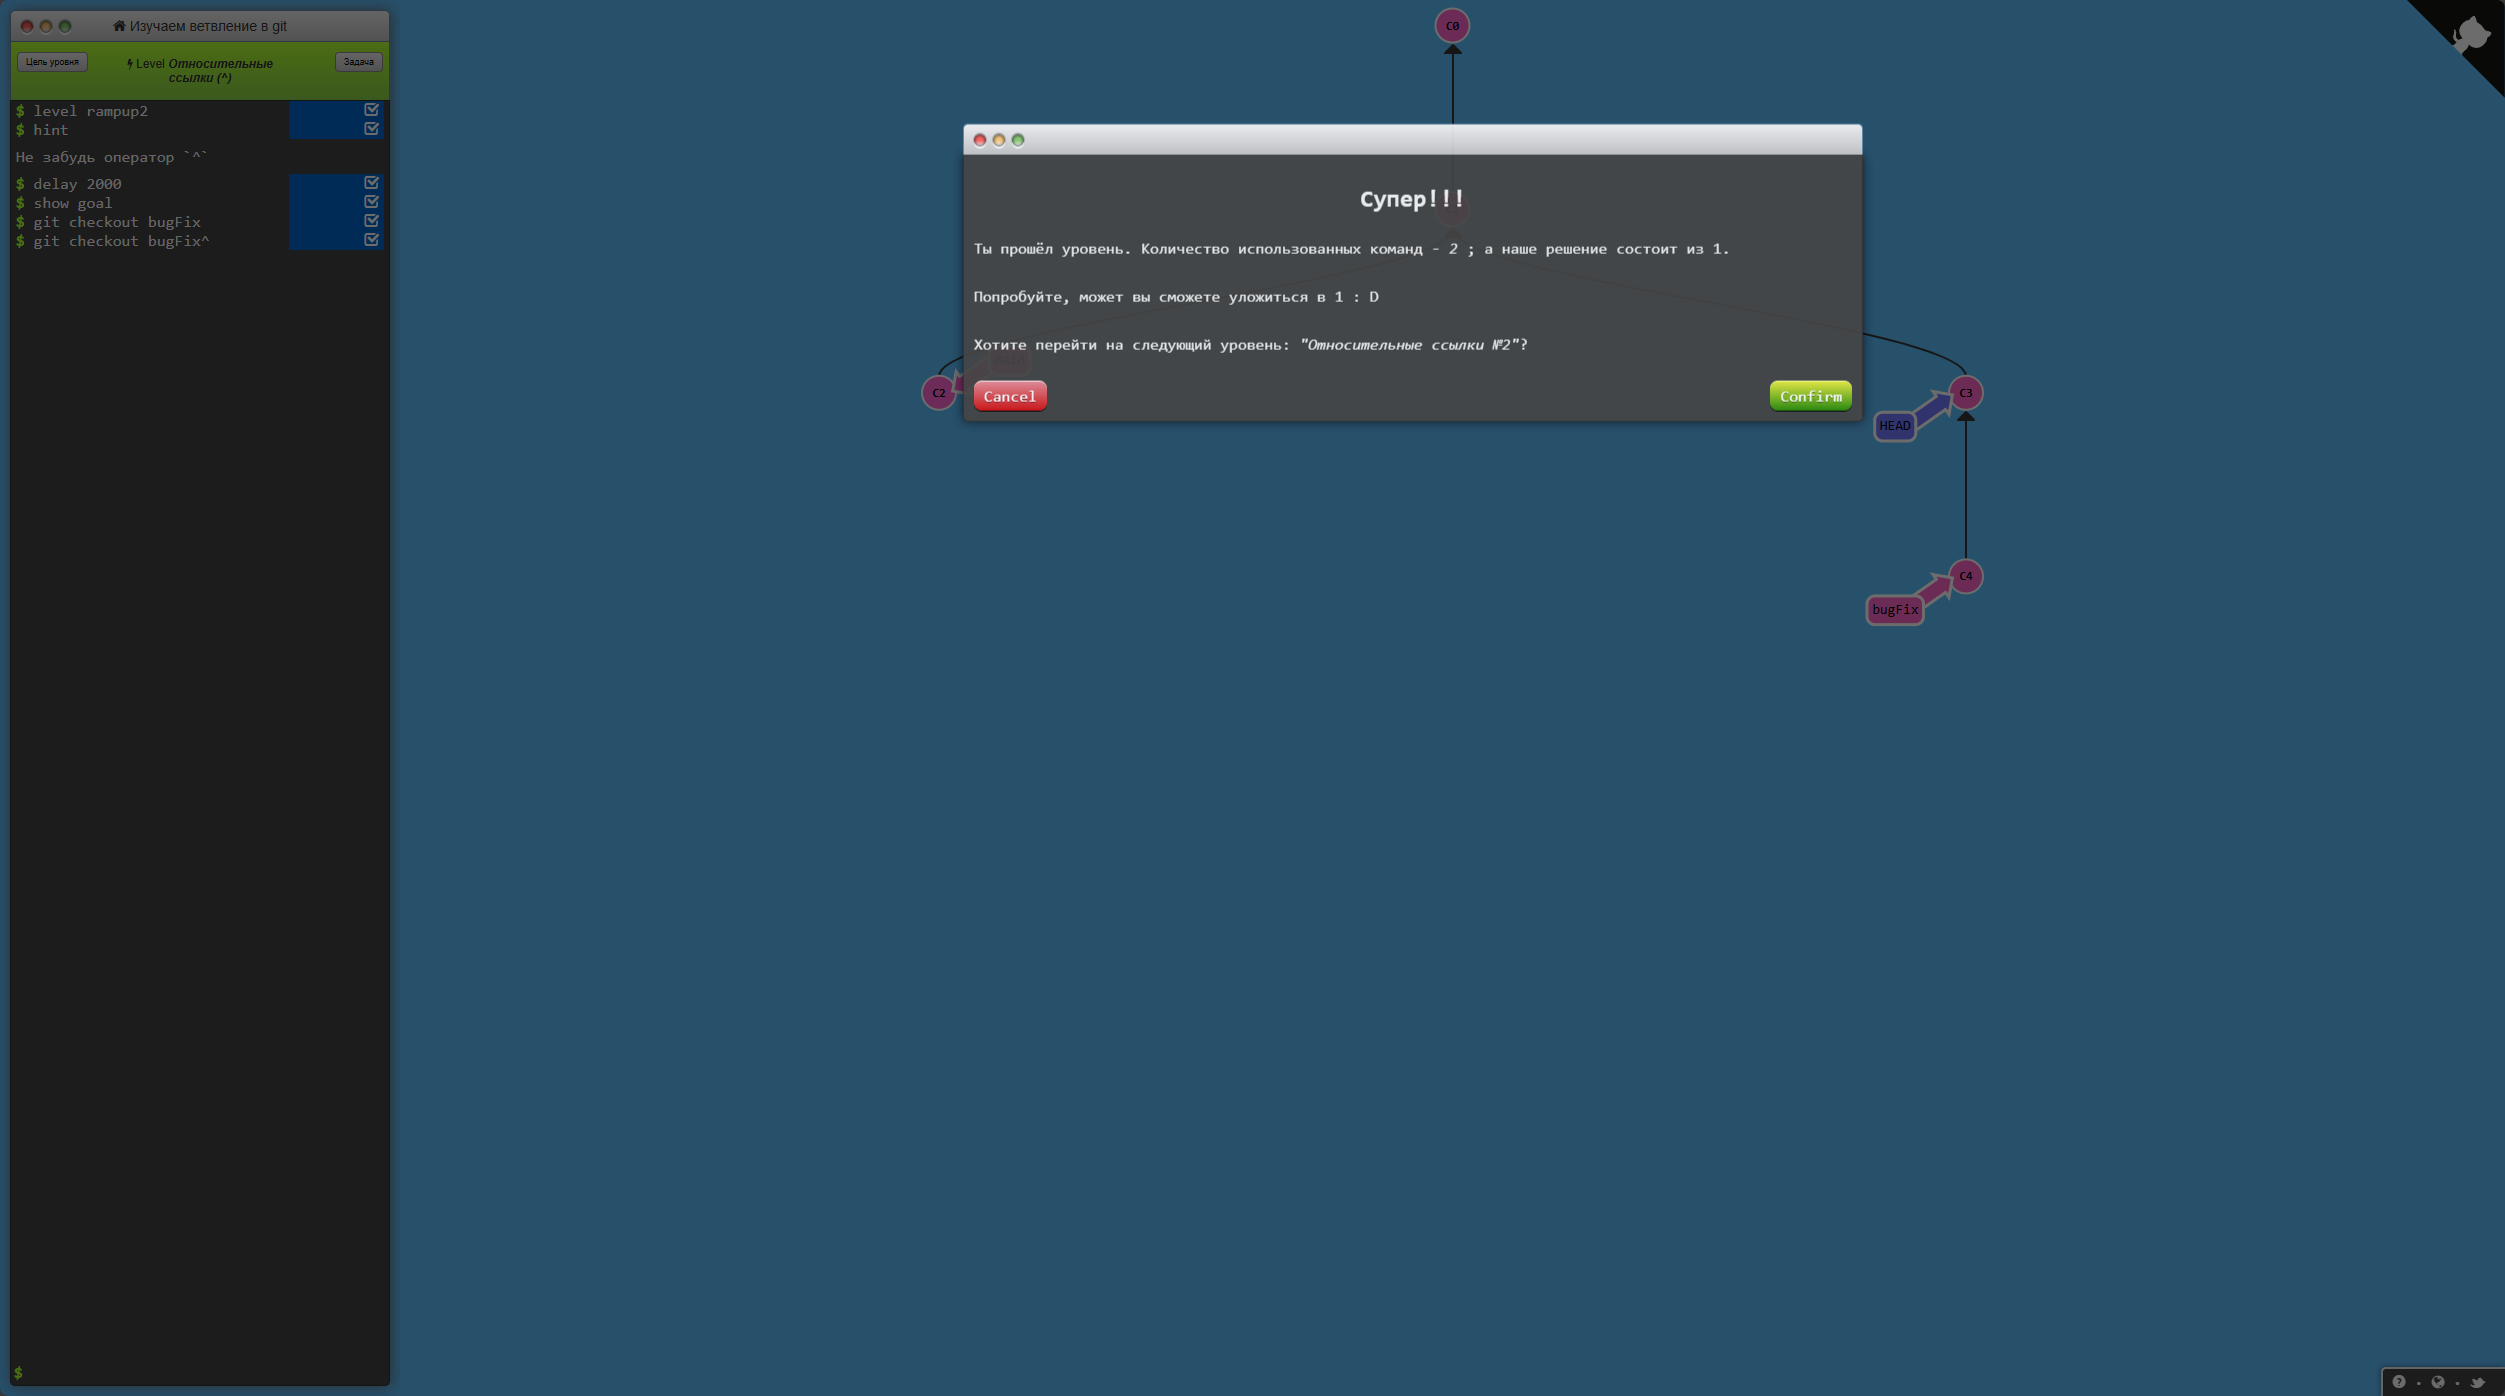 Изучаем ветвление в git
Цель уровня
Level Относительные
ссылки (^)
Задача
$ level rampup2
$ hint
Не забудь оператор `^`
$ delay 2000
$ show goal
$ git checkout bugFix
$ git checkout bugFix^
$
C0
Супер!!!
Ты прошёл уровень. Количество использованных команд - 2 ; а наше решение состоит из 1.
Попробуйте, может вы сможете уложиться в 1 : D
Хотите перейти на следующий уровень: "Относительные ссылки №2"?
Cancel
Confirm
C2
C3
HEAD
C4
bugFix